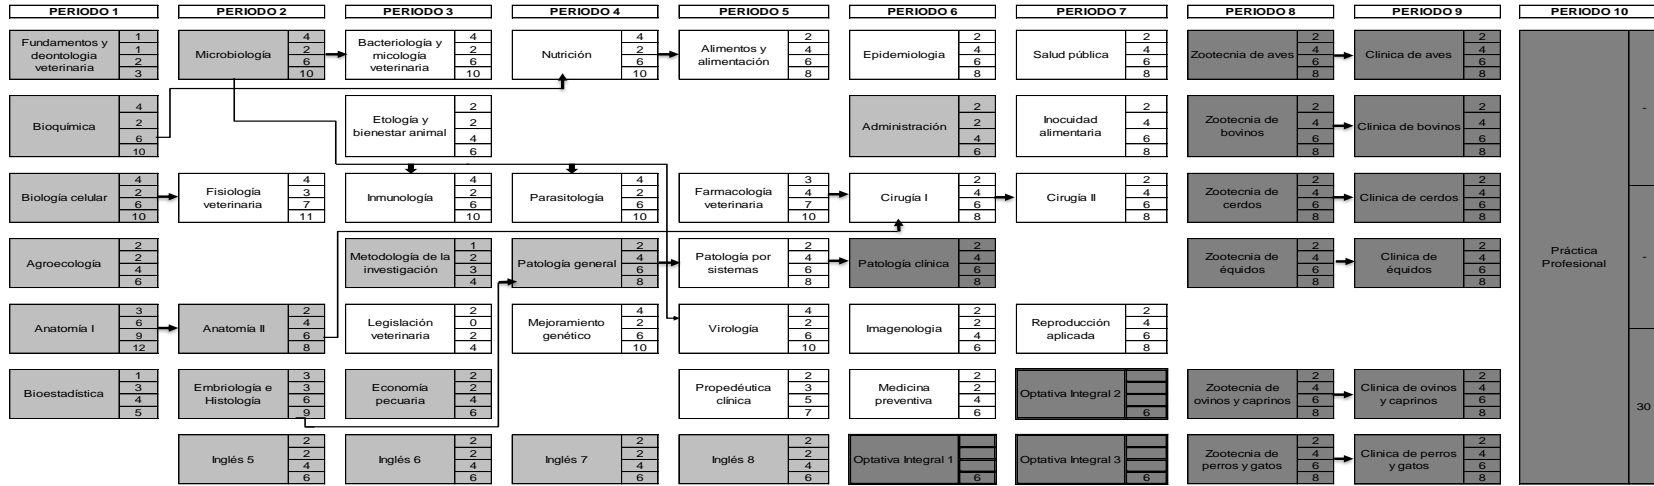 PERIODO 1
PERIODO 2
PERIODO 3
PERIODO 4
PERIODO 5
PERIODO 6
PERIODO 7
PERIODO 8
PERIODO 9
PERIODO 10
Fundamentos y
deontología
veterinaria
1
1
2
3
Microbiología
4
2
6
10
Bacteriología y
micología
veterinaria
4
2
6
10
Nutrición
4
2
6
10
Alimentos y
alimentación
2
4
6
8
Epidemiologia
2
4
6
8
Salud pública
2
4
6
8
Zootecnia de aves
2
4
6
8
Clinica de aves
2
4
6
8
Bioquímica
4
2
6
10
Etología y
bienestar animal
2
2
4
6
Administración
2
2
4
6
Inocuidad
alimentaria
2
4
6
8
Zootecnia de
bovinos
2
4
6
8
Clinica de bovinos
2
4
6
8
Biología celular
4
2
6
10
Fisiología
veterinaria
4
3
7
11
Inmunología
4
2
6
10
Parasitología
4
2
6
10
Farmacología
veterinaria
3
4
7
10
Cirugía I
2
4
6
8
Cirugía II
2
4
6
8
Zootecnia de
cerdos
2
4
6
8
Clinica de cerdos
2
4
6
8
Agroecología
2
2
4
6
Metodología de la
investigación
1
2
3
4
Patología general
2
4
6
8
Patología por
sistemas
2
4
6
8
Patología clínica
2
4
6
8
Zootecnia de
équidos
2
4
6
8
Clinica de
équidos
2
4
6
8
Práctica
Profesional
-
-
30
Anatomía I
3
6
9
12
Anatomía II
2
4
6
8
Legislación
veterinaria
2
0
2
4
Mejoramiento
genético
4
2
6
10
Virología
4
2
6
10
Imagenologia
2
2
4
6
Reproducción
aplicada
2
4
6
8
Bioestadística
1
3
4
5
Embriología e
Histología
3
3
6
9
Economía
pecuaria
2
2
4
6
Propedéutica
clínica
2
3
5
7
Medicina
preventiva
2
2
4
6
Optativa Integral 2
6
Zootecnia de
ovinos y caprinos
2
4
6
8
Clinica de ovinos
y caprinos
2
4
6
8
Inglés 5
2
2
4
6
Inglés 6
2
2
4
6
Inglés 7
2
2
4
6
Inglés 8
2
2
4
6
Optativa Integral 1
6
Optativa Integral 3
6
Zootecnia de
perros y gatos
2
4
6
8
Clinica de perros
y gatos
2
4
6
8